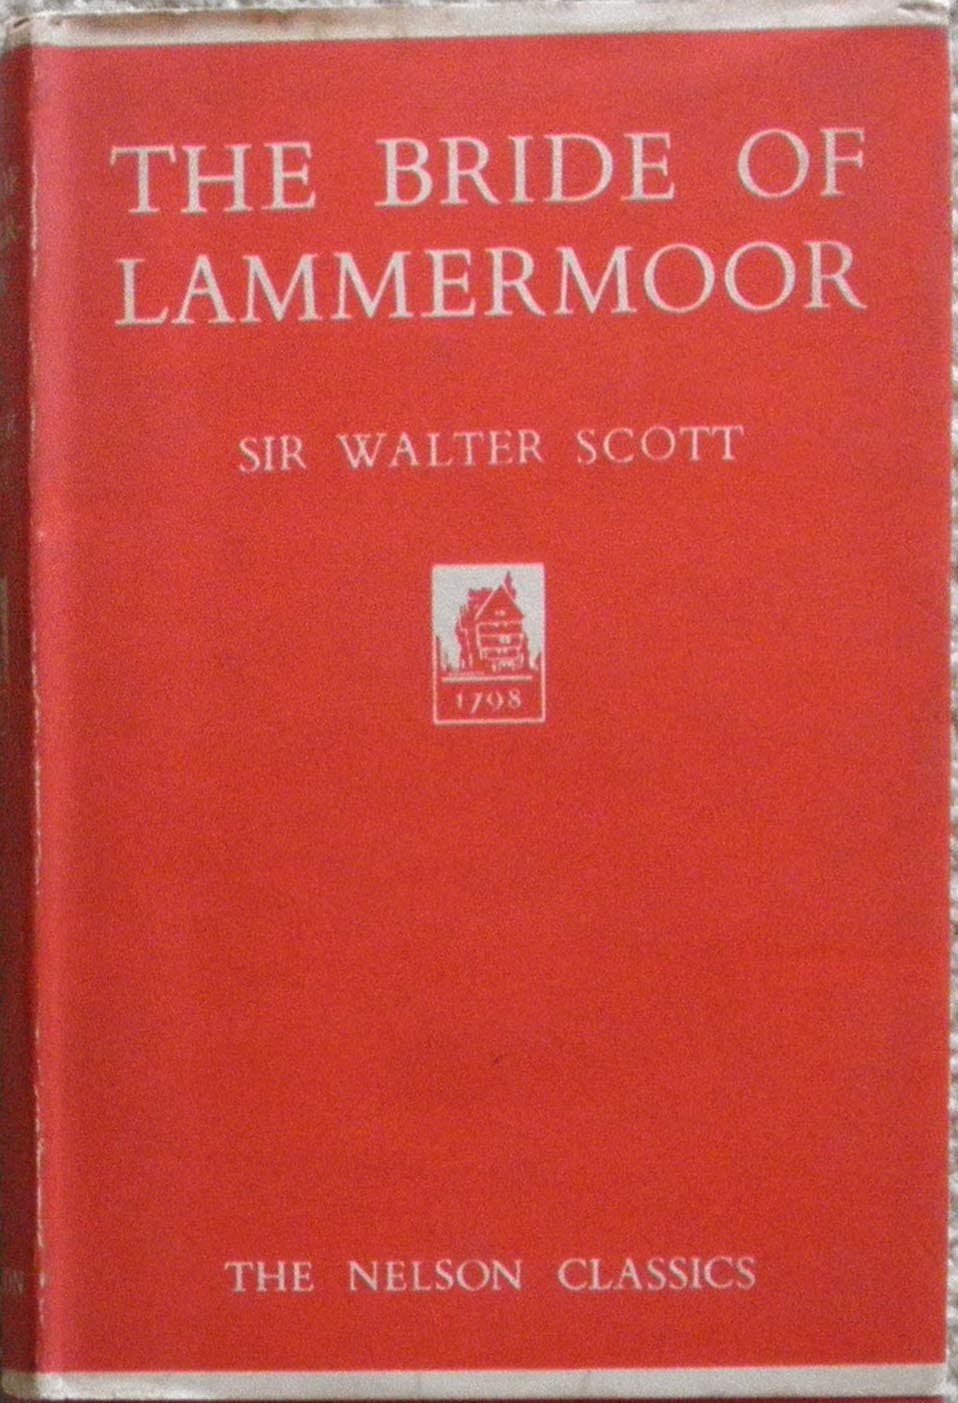 THE BRIDE OF
LAMMERMOOR
SIR WALTER SCOTT
1798
THE NELSON CLASSICS